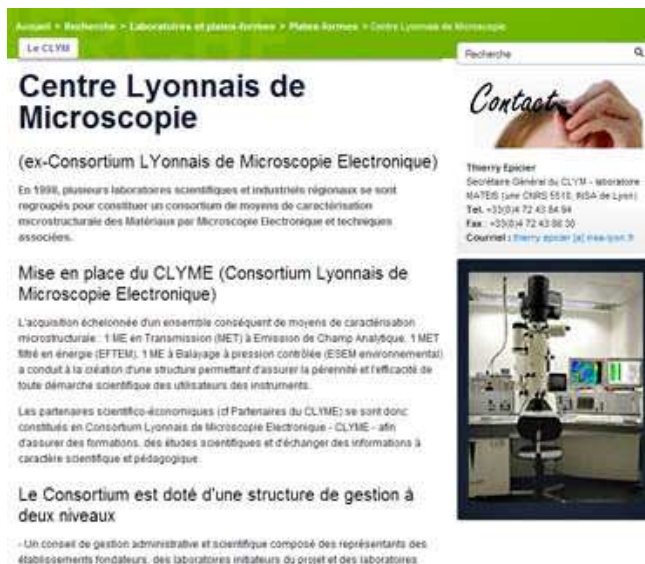 Accueil > Recherche > Laboratoires et plates-formes > Plates-formes > Centre Lyonnais de Microscopie
Le CLYM
Recherche
Centre Lyonnais de
Microscopie
Contact
(ex-Consortium LYonnais de Microscopie Electronique)
En 1998, plusieurs laboratoires scientifiques et industriels régionaux se sont
regroupés pour constituer un consortium de moyens de caractérisation
microstructurale des Matériaux par Microscopie Electronique et techniques
associées.
Thierry Epicier
Secrétaire Général du CLYM - laboratoire
MATEIS (umr CNRS 5510, INSA de Lyon)
Tel. +33(0)4 72 43 84 94
Fax : +33(0)4 72 43 88 30
Courriel : thierry.epicier [a] insa-lyon.fr
Mise en place du CLYME (Consortium Lyonnais de
Microscopie Electronique)
L'acquisition échelonnée d'un ensemble conséquent de moyens de caractérisation
microstructurale : 1 ME en Transmission (MET) à Emission de Champ Analytique, 1 MET
filtré en énergie (EFTEM), 1 ME à Balayage à pression contrôlée (ESEM environnemental)
a conduit à la création d'une structure permettant d'assurer la pérennité et l'efficacité de
toute démarche scientifique des utilisateurs des instruments.
Les partenaires scientifico-économiques (cf Partenaires du CLYME) se sont donc
constitués en Consortium Lyonnais de Microscopie Electronique - CLYME - afin
d'assurer des formations, des études scientifiques et d'échanger des informations à
caractère scientifique et pédagogique.
Le Consortium est doté d'une structure de gestion à
deux niveaux
- Un conseil de gestion administrative et scientifique composé des représentants des
établissements fondateurs, des laboratoires initiateurs du projet et des laboratoires